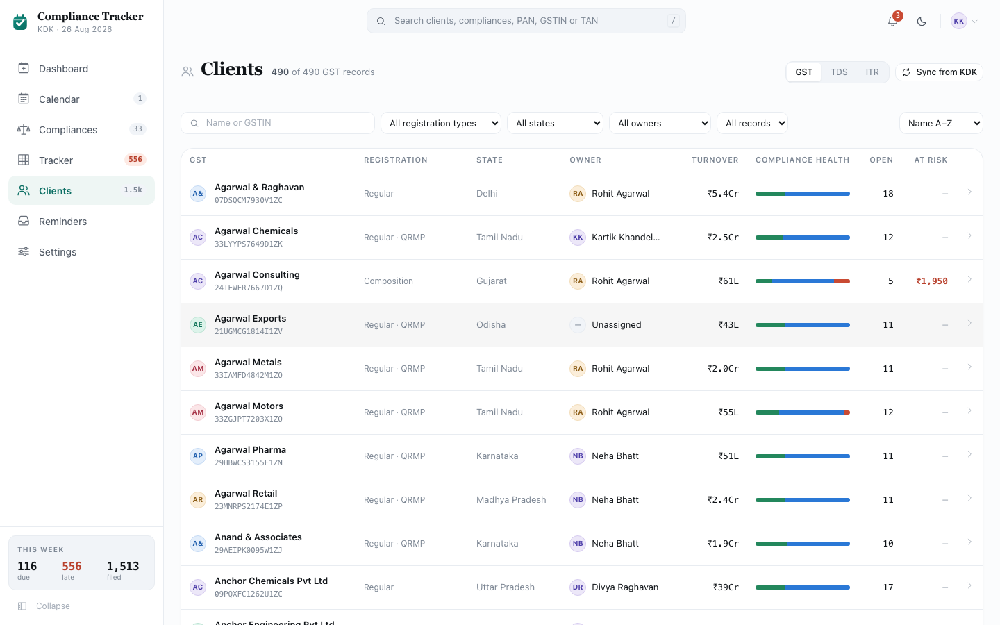 Compliance Tracker
KDK · 26 Aug 2026
Search clients, compliances, PAN, GSTIN or TAN
/
3
KK
Dashboard
Calendar 1
Compliances 33
Tracker 556
Clients 1.5k
Reminders
Settings
THIS WEEK
116 556 1,513
due late filed
Collapse
Clients 490 of 490 GST records
GST TDS ITR
Sync from KDK
Name or GSTIN
All registration types
All states
All owners
All records
Name A–Z
GST REGISTRATION STATE OWNER TURNOVER COMPLIANCE HEALTH OPEN AT RISK
A& Agarwal & Raghavan Regular Delhi RA Rohit Agarwal ₹5.4Cr 18 —
07DSQCM7930V1ZC
AC Agarwal Chemicals Regular · QRMP Tamil Nadu KK Kartik Khandel... ₹2.5Cr 12 —
33LYYPS7649D1ZK
AC Agarwal Consulting Composition Gujarat RA Rohit Agarwal ₹61L 5 ₹1,950
24IEWFR7667D1ZQ
AE Agarwal Exports Regular · QRMP Odisha — Unassigned ₹43L 11 —
21UGMCG1814I1ZV
AM Agarwal Metals Regular · QRMP Tamil Nadu RA Rohit Agarwal ₹2.0Cr 11 —
33IAMFD4842M1ZO
AM Agarwal Motors Regular · QRMP Tamil Nadu RA Rohit Agarwal ₹55L 12 —
33ZGJPT7203X1ZO
AP Agarwal Pharma Regular · QRMP Karnataka NB Neha Bhatt ₹51L 11 —
29HBWCS3155E1ZN
AR Agarwal Retail Regular · QRMP Madhya Pradesh NB Neha Bhatt ₹2.4Cr 11 —
23MNRPS2174E1ZP
A& Anand & Associates Regular · QRMP Karnataka NB Neha Bhatt ₹1.9Cr 10 —
29AEIPK0095W1ZJ
AC Anchor Chemicals Pvt Ltd Regular Uttar Pradesh DR Divya Raghavan ₹39Cr 17 —
09PQXFC1262U1ZC
Anchor Engineering Pvt Ltd